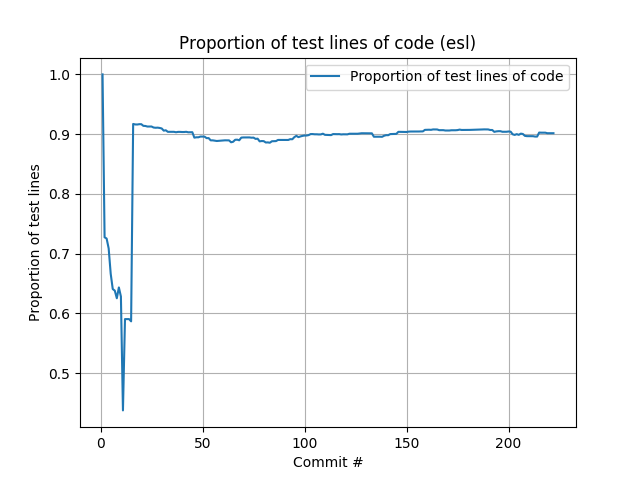 Proportion of test lines of code (esl)
Proportion of test lines of code
Proportion of test lines
1.0
0.9
0.8
0.7
0.6
0.5
0
50
100
150
200
Commit #